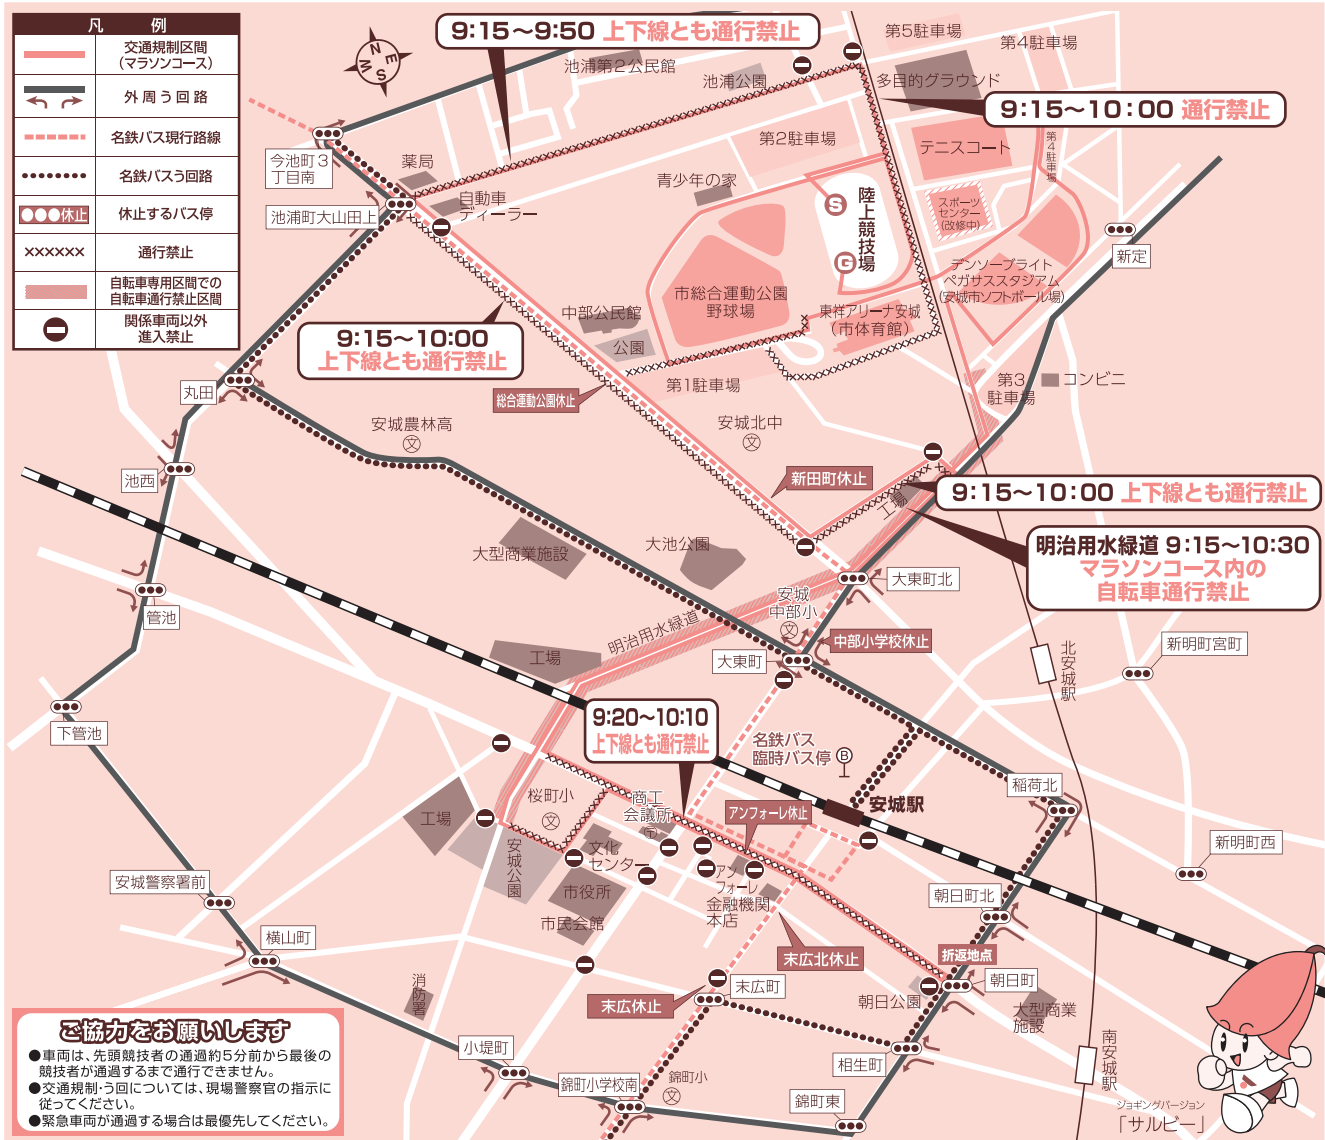 凡例
交通規制区間
(マラソンコース)
外周う回路
名鉄バス現行路線
名鉄バスう回路
休止
休止するバス停
通行禁止
自転車専用区間での
自転車通行禁止区間
関係車両以外
進入禁止
N
E
S
W
9:15～9:50 上下線とも通行禁止
池浦第2公民館
池浦公園
第5駐車場
第4駐車場
多目的グラウンド
9:15～10:00 通行禁止
第2駐車場
テニスコート
第4駐車場
今池町3
丁目南
薬局
池浦町大山田上
自動車
ディーラー
青少年の家
S
G
陸上競技場
スポーツ
センター
(改修中)
新定
デンソーブライト
ペガサススタジアム
(安城市ソフトボール場)
市総合運動公園
野球場
東祥アリーナ安城
(市体育館)
中部公民館
公園
9:15～10:00
上下線とも通行禁止
第1駐車場
第3
駐車場
コンビニ
丸田
総合運動公園休止
安城農林高
文
安城北中
文
池西
新田町休止
9:15～10:00 上下線とも通行禁止
工場
明治用水緑道 9:15～10:30
マラソンコース内の
自転車通行禁止
大型商業施設
大池公園
大東町北
安城
中部小
文
管池
明治用水緑道
中部小学校休止
大東町
工場
北安城駅
新明町宮町
下管池
9:20～10:10
上下線とも通行禁止
名鉄バス
臨時バス停
B
稲荷北
安城駅
桜町小
文
商工
会議所
〒
アンフォーレ休止
工場
安城公園
文化
センター
アン
フォーレ
金融機関
本店
新明町西
市役所
市民会館
安城警察署前
朝日町北
横山町
末広北休止
折返地点
消防署
末広休止
末広町
朝日公園
朝日町
大型商業
施設
小堤町
錦町小学校南
錦町小
文
相生町
錦町東
南安城駅
ご協力をお願いします
●車両は、先頭競技者の通過約5分前から最後の
競技者が通過するまで通行できません。
●交通規制・う回については、現場警察官の指示に
従ってください。
●緊急車両が通過する場合は最優先してください。
ジョギングバージョン
「サルビー」